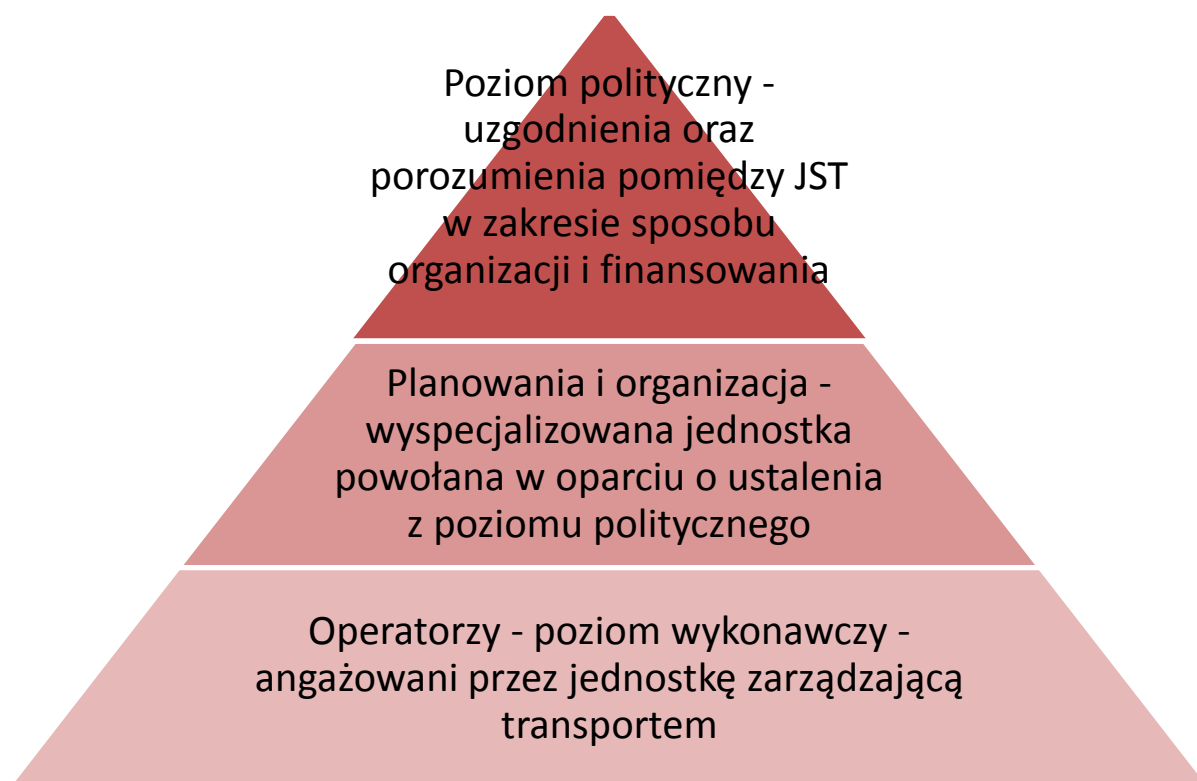 Poziom polityczny -
uzgodnienia oraz
porozumienia pomiędzy JST
w zakresie sposobu
organizacji i finansowania
Planowania i organizacja -
wyspecjalizowana jednostka
powołana w oparciu o ustalenia
z poziomu politycznego
Operatorzy - poziom wykonawczy -
angażowani przez jednostkę zarządzającą
transportem